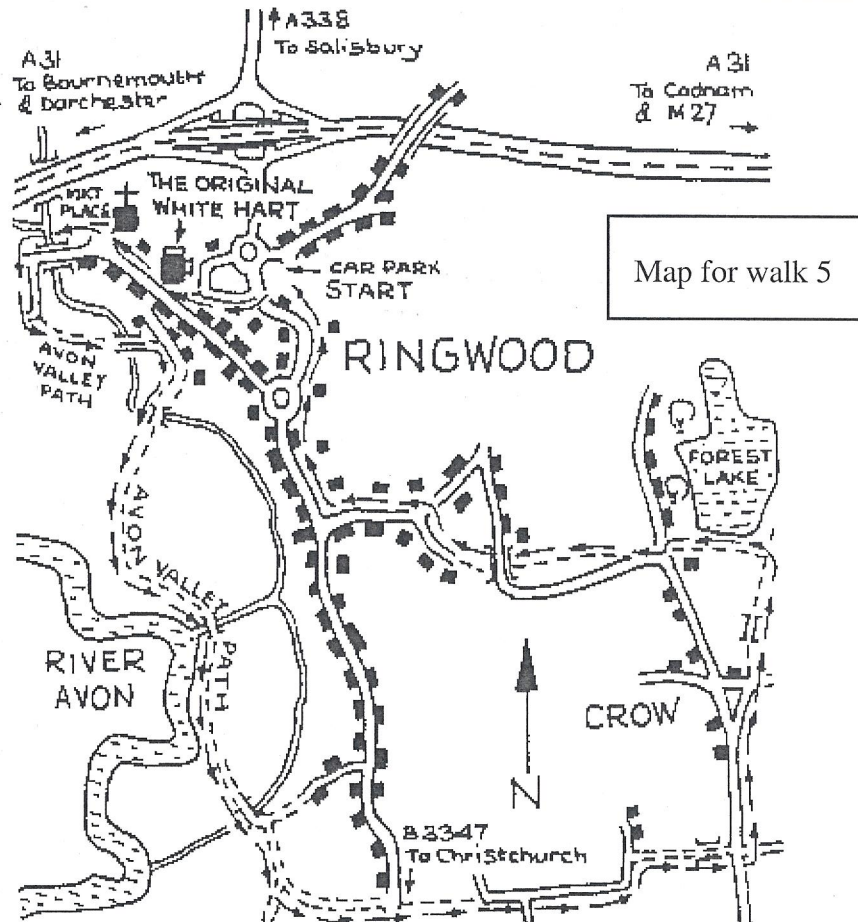 A338
To Salisbury
A31
To Bournemouth
& Dorchester
A31
To Cadnam
& M27
MKT
PLACE
THE ORIGINAL
WHITE HART
CAR PARK
START
Map for walk 5
RINGWOOD
AVON
VALLEY
PATH
FOREST
LAKE
AVON
VALLEY
PATH
RIVER
AVON
CROW
N
B3347
To Christchurch